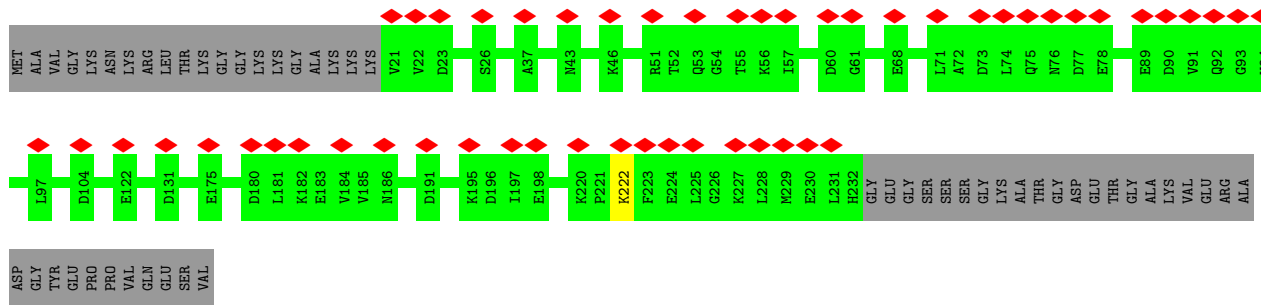 MET ALA VAL GLY LYS ASN LYS ARG LEU THR LYS GLY GLY LYS LYS GLY ALA LYS LYS LYS V21 V22 D23 S26 A37 N43 K46 R51 T52 Q53 G54 T55 K56 I57 D60 G61 E68 L71 A72 D73 L74 Q75 N76 D77 E78 E89 D90 V91 Q92 G93
L97 D104 E122 D131 E175 D180 L181 K182 E183 V184 V185 N186 D191 K195 D196 I197 E198 K220 P221 K222 F223 E224 L225 G226 K227 L228 M229 E230 L231 H232 GLY GLU GLY SER SER SER GLY LYS ALA THR GLY ASP GLU THR GLY ALA LYS VAL GLU ARG ALA
ASP GLY TYR GLU PRO PRO VAL GLN GLU SER VAL